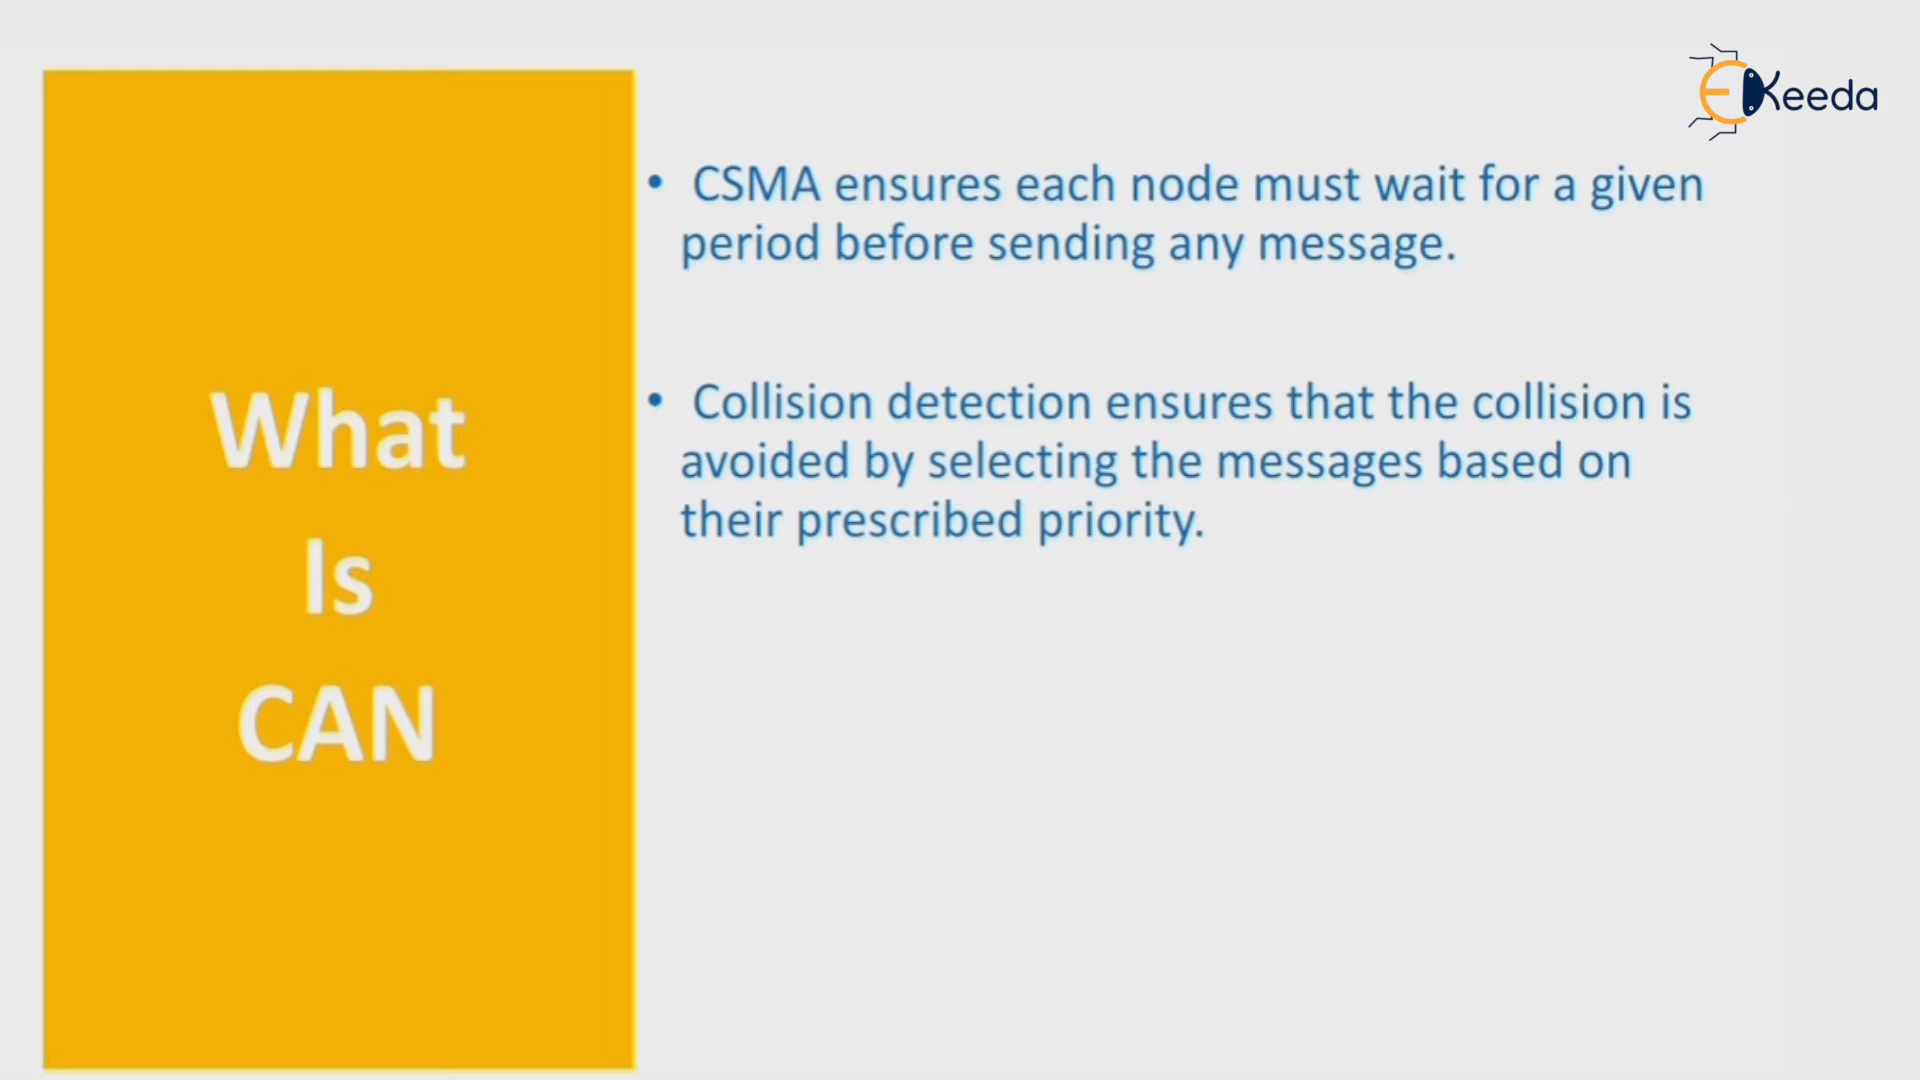 EKeeda
What
Is
CAN
• CSMA ensures each node must wait for a given
period before sending any message.
• Collision detection ensures that the collision is
avoided by selecting the messages based on
their prescribed priority.